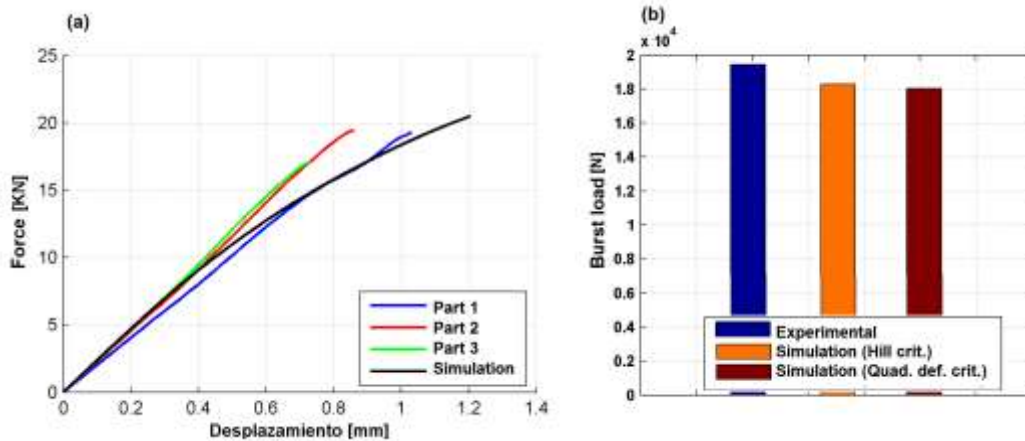 (a)
25
20
15
10
5
0
Force [KN]
0
0.2
0.4
0.6
0.8
1
1.2
1.4
Desplazamiento [mm]
Part 1
Part 2
Part 3
Simulation
(b)
x 10^4
2
1.8
1.6
1.4
1.2
1
0.8
0.6
0.4
0.2
0
Burst load [N]
Experimental
Simulation (Hill crit.)
Simulation (Quad. def. crit.)